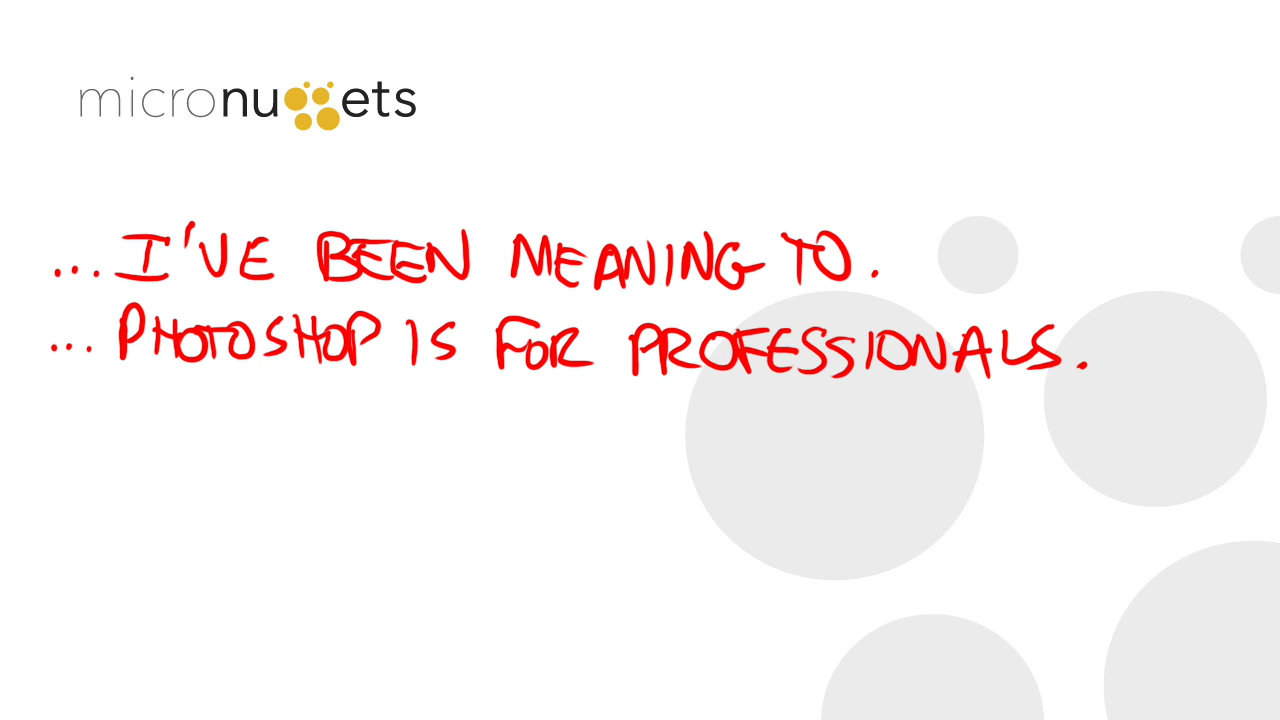 micronuggets
...I'VE BEEN MEANING TO.
...PHOTOSHOP IS FOR PROFESSIONALS.